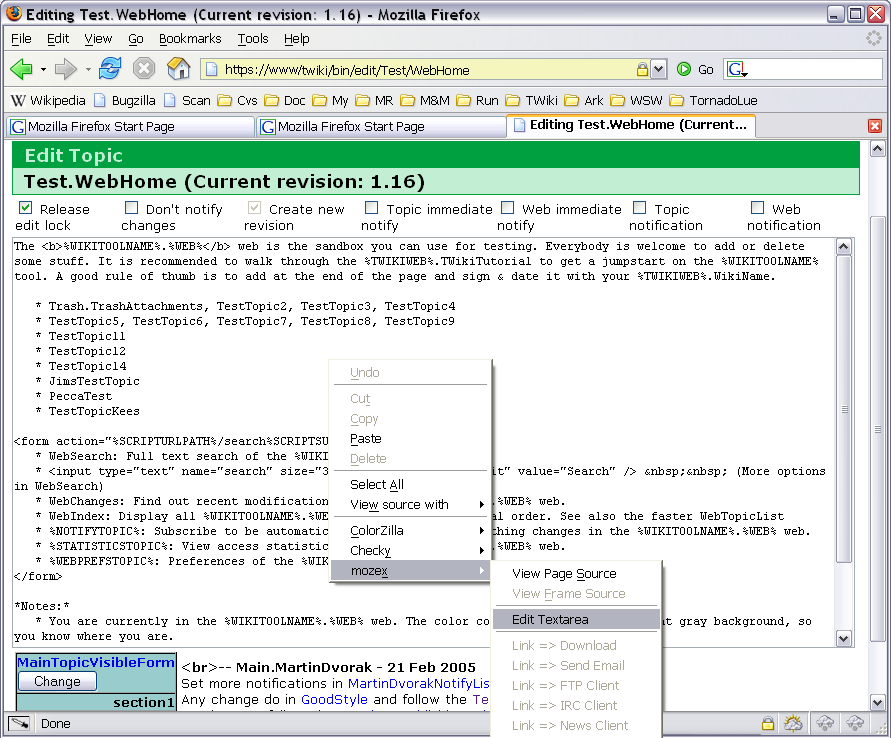 Editing Test.WebHome (Current revision: 1.16) - Mozilla Firefox
File Edit View Go Bookmarks Tools Help
https://www/twiki/bin/edit/Test/WebHome Go
Wikipedia Bugzilla Scan Cvs Doc My MR M&M Run TWiki Ark WSW TornadoLue
Mozilla Firefox Start Page Mozilla Firefox Start Page Editing Test.WebHome (Current...
Edit Topic
Test.WebHome (Current revision: 1.16)
Release edit lock
Don't notify changes
Create new revision
Topic immediate notify
Web immediate notify
Topic notification
Web notification
The <b>%WIKITOOLNAME%.%WEB%</b> web is the sandbox you can use for testing. Everybody is welcome to add or delete
some stuff. It is recommended to walk through the %TWIKIWEB%.TWikiTutorial to get a jumpstart on the %WIKITOOLNAME%
tool. A good rule of thumb is to add at the end of the page and sign & date it with your %TWIKIWEB%.WikiName.
* Trash.TrashAttachments, TestTopic2, TestTopic3, TestTopic4
* TestTopic5, TestTopic6, TestTopic7, TestTopic8, TestTopic9
* TestTopic11
* TestTopic12
* TestTopic14
* JimsTestTopic
* PeccaTest
* TestTopicKees
<form action="%SCRIPTURLPATH%/search%SCRIPTSU
* WebSearch: Full text search of the %WIKI
* <input type="text" name="search" size="3 it" value="Search" /> &nbsp;&nbsp; (More options
in WebSearch)
* WebChanges: Find out recent modification .%WEB% web.
* WebIndex: Display all %WIKITOOLNAME%.%WE al order. See also the faster WebTopicList
* %NOTIFYTOPIC%: Subscribe to be automatic thing changes in the %WIKITOOLNAME%.%WEB% web.
* %STATISTICSTOPIC%: View access statistic .%WEB% web.
* %WEBPREFSTOPIC%: Preferences of the %WIK
</form>
*Notes:*
* You are currently in the %WIKITOOLNAME%.%WEB% web. The color co t gray background, so
you know where you are.
Undo
Cut
Copy
Paste
Delete
Select All
View source with
ColorZilla
Checky
mozex
View Page Source
View Frame Source
Edit Textarea
Link => Download
Link => Send Email
Link => FTP Client
Link => IRC Client
Link => News Client
MainTopicVisibleForm
Change
section1
<br>-- Main.MartinDvorak - 21 Feb 2005
Set more notifications in MartinDvorakNotifyLis
Any change do in GoodStyle and follow the Te
Done